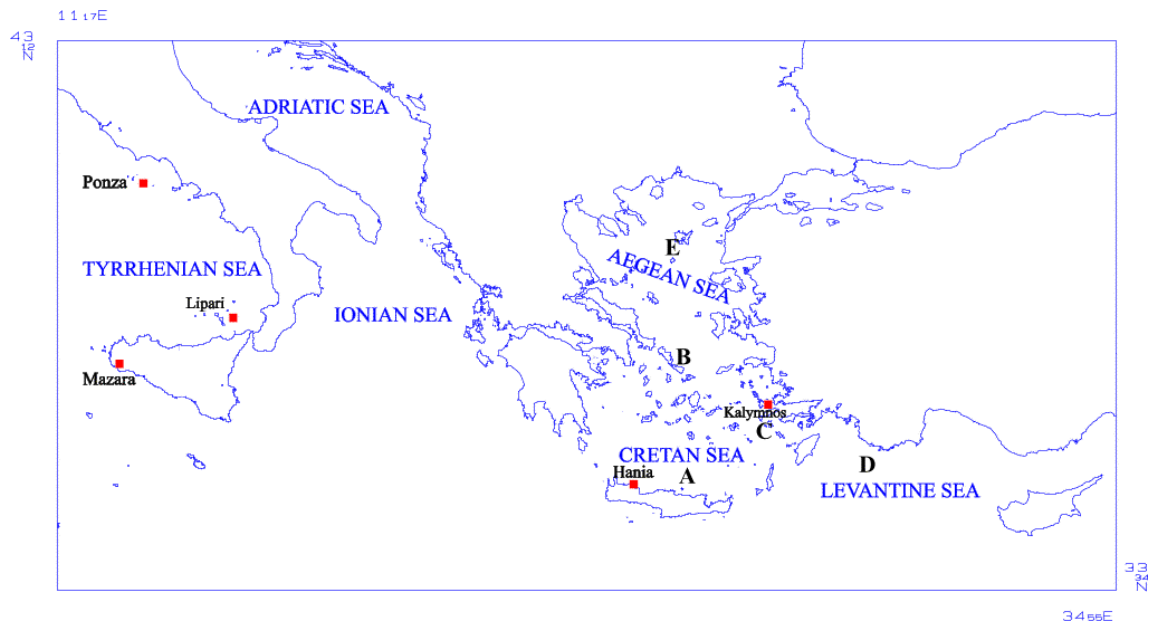 11 17E
43
12
N
ADRIATIC SEA
Ponza
E
TYRRHENIAN SEA
AEGEAN SEA
Lipari
IONIAN SEA
B
Mazara
Kalymnos
C
CRETAN SEA
Hania
A
D
LEVANTINE SEA
33
34
N
34 55E